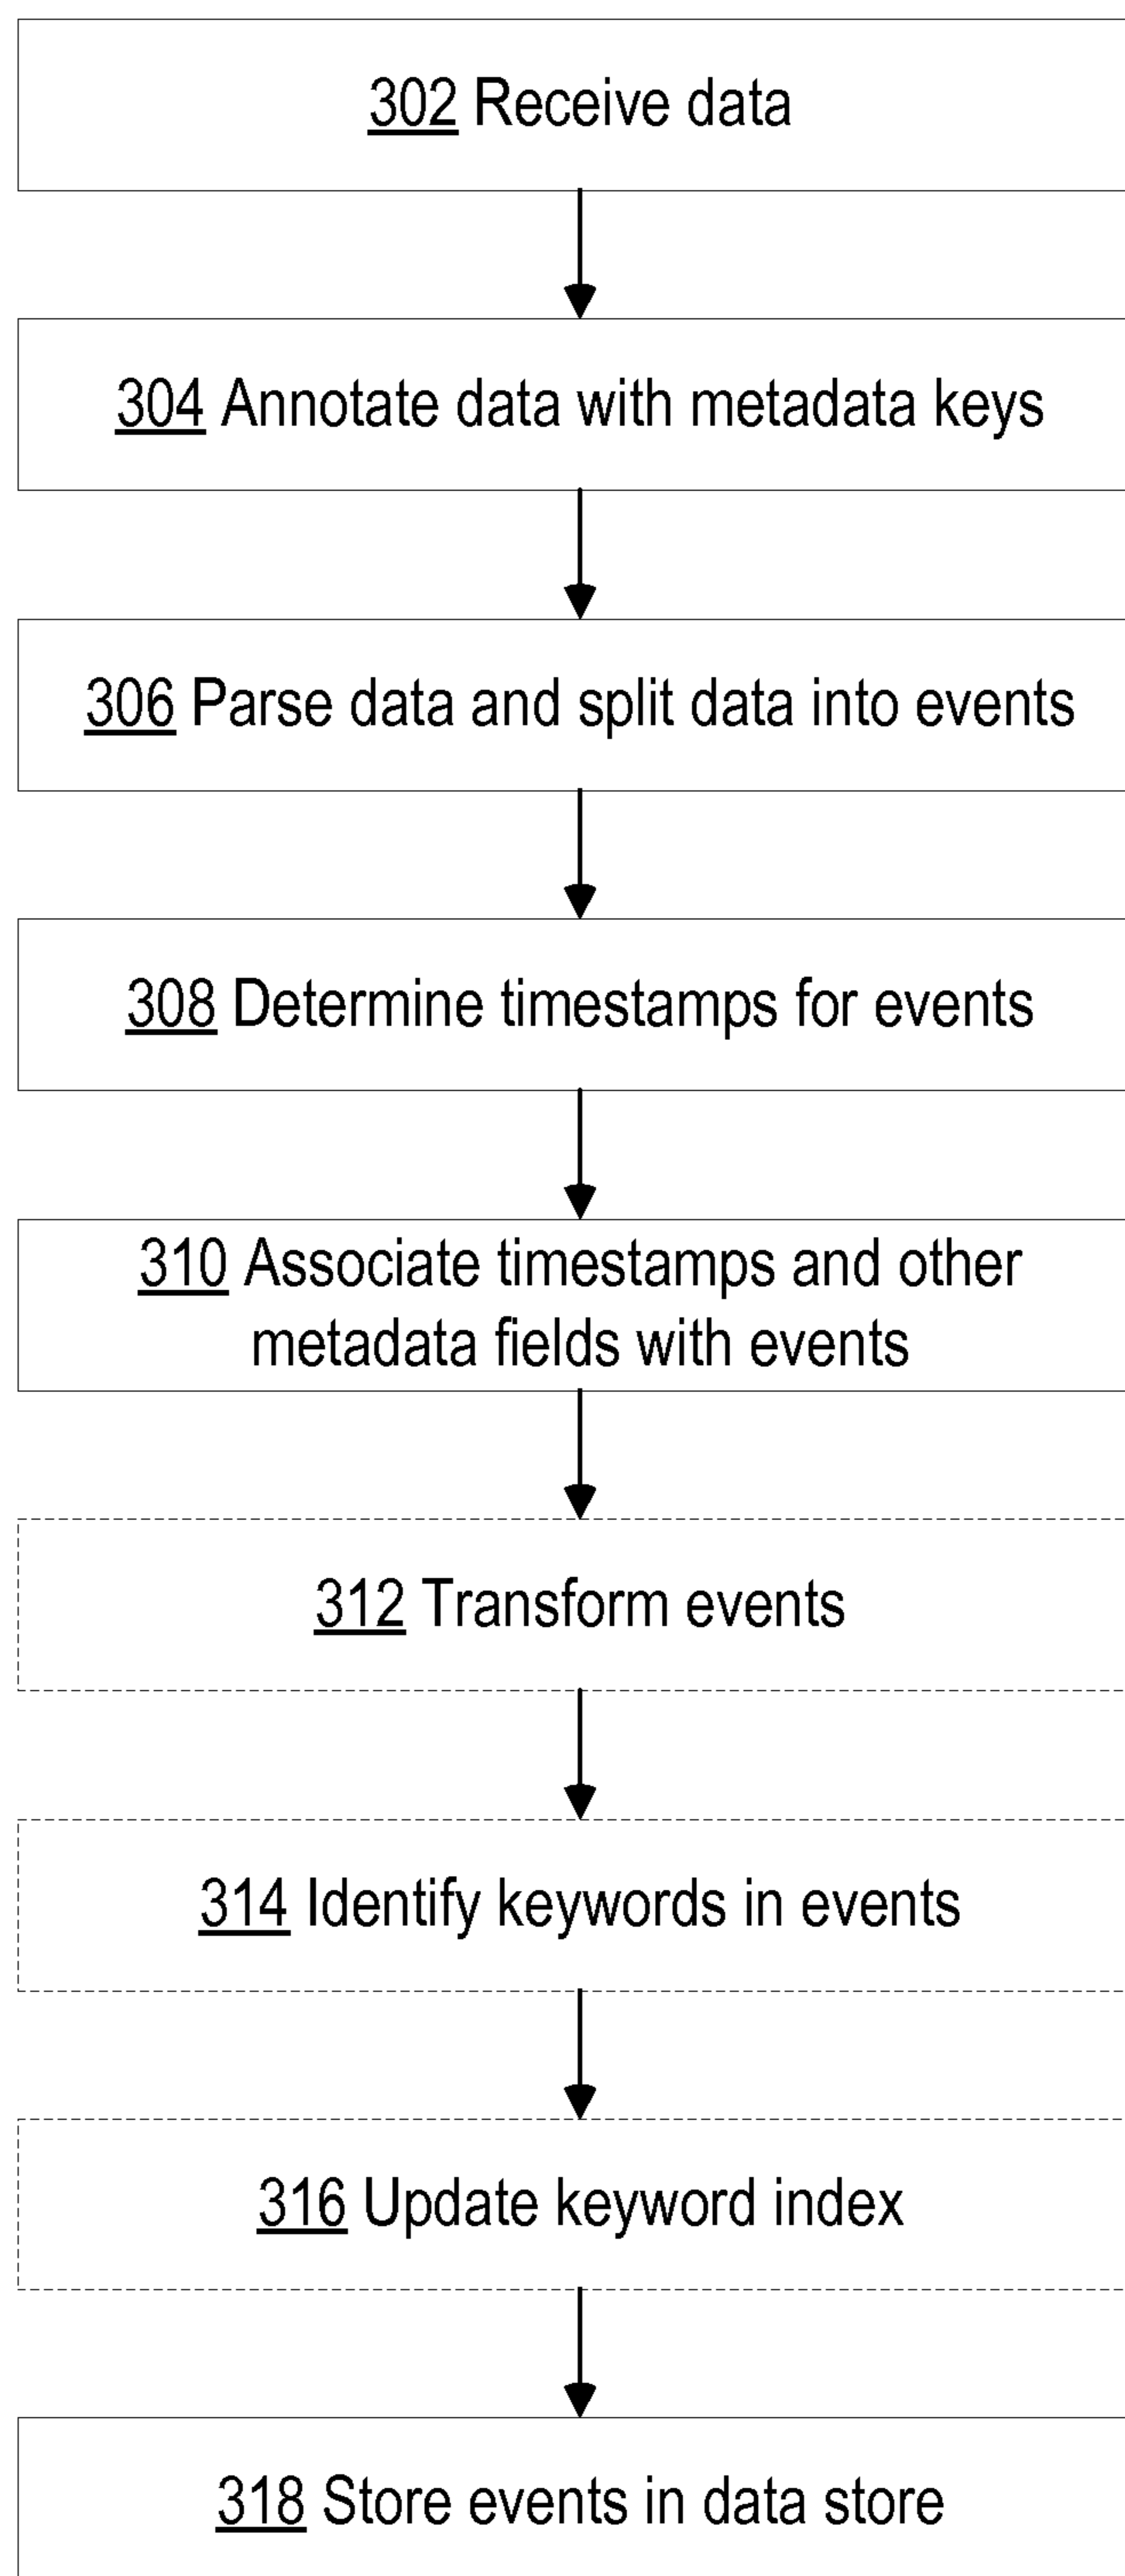 302 Receive data
304 Annotate data with metadata keys
306 Parse data and split data into events
308 Determine timestamps for events
310 Associate timestamps and other
metadata fields with events
312 Transform events
314 Identify keywords in events
316 Update keyword index
318 Store events in data store